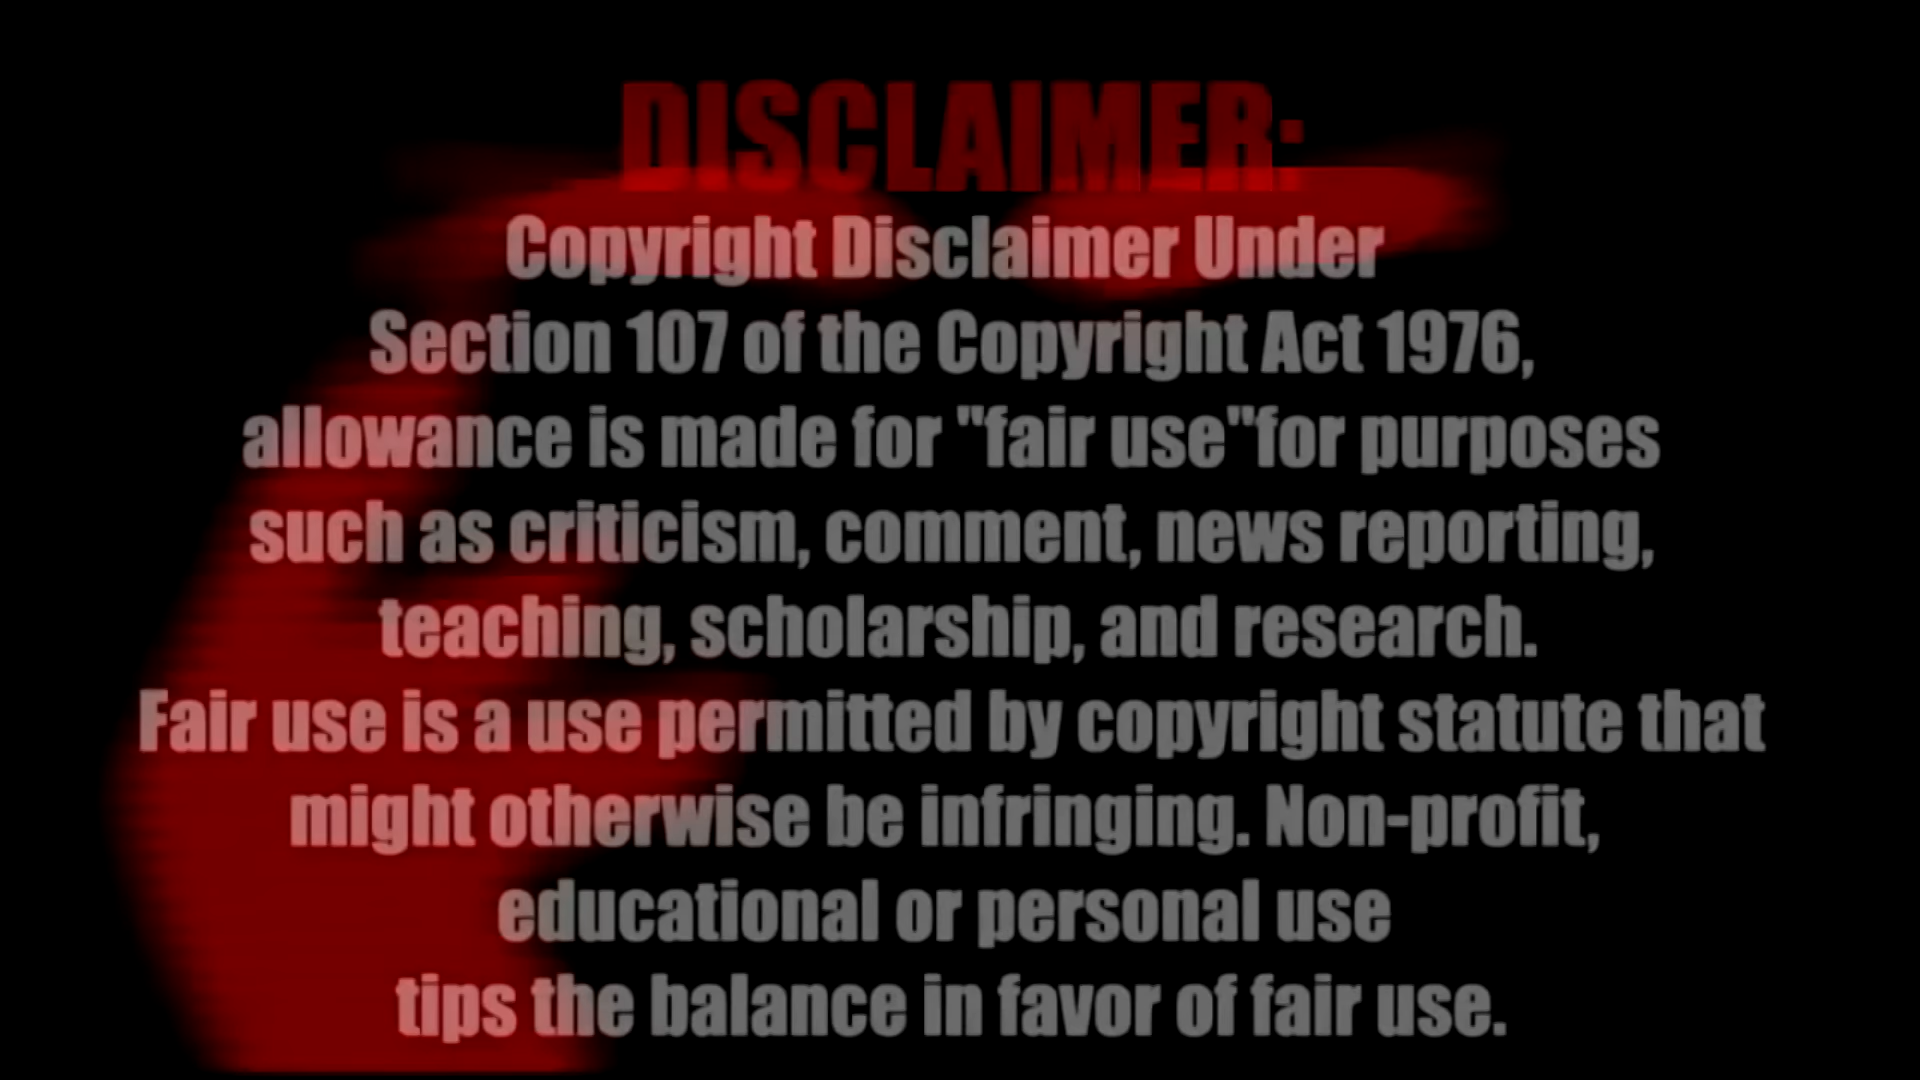 DISCLAIMER:
Copyright Disclaimer Under
Section 107 of the Copyright Act 1976,
allowance is made for "fair use"for purposes
such as criticism, comment, news reporting,
teaching, scholarship, and research.
Fair use is a use permitted by copyright statute that
might otherwise be infringing. Non-profit,
educational or personal use
tips the balance in favor of fair use.